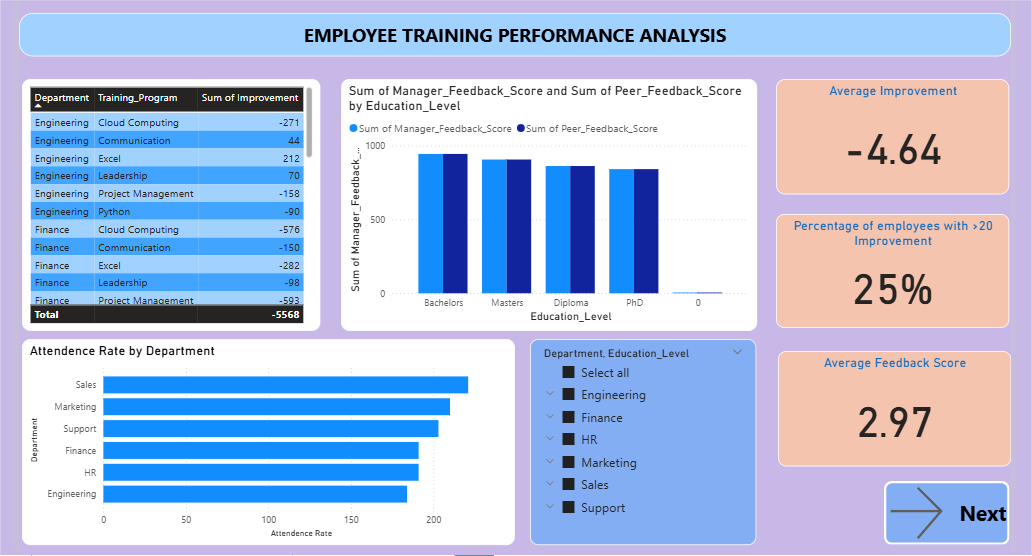 EMPLOYEE TRAINING PERFORMANCE ANALYSIS
Department Training_Program Sum of Improvement
Engineering Cloud Computing -271
Engineering Communication 44
Engineering Excel 212
Engineering Leadership 70
Engineering Project Management -158
Engineering Python -90
Finance Cloud Computing -576
Finance Communication -150
Finance Excel -282
Finance Leadership -98
Finance Project Management -593
Total -5568
Sum of Manager_Feedback_Score and Sum of Peer_Feedback_Score
by Education_Level
Sum of Manager_Feedback_Score Sum of Peer_Feedback_Score
Sum of Manager_Feedback_...
1000
500
0
Bachelors Masters Diploma PhD 0
Education_Level
Average Improvement
-4.64
Percentage of employees with >20
Improvement
25%
Average Feedback Score
2.97
Attendence Rate by Department
Department
Sales
Marketing
Support
Finance
HR
Engineering
0 50 100 150 200
Attendance Rate
Department, Education_Level
Select all
Engineering
Finance
HR
Marketing
Sales
Support
Next